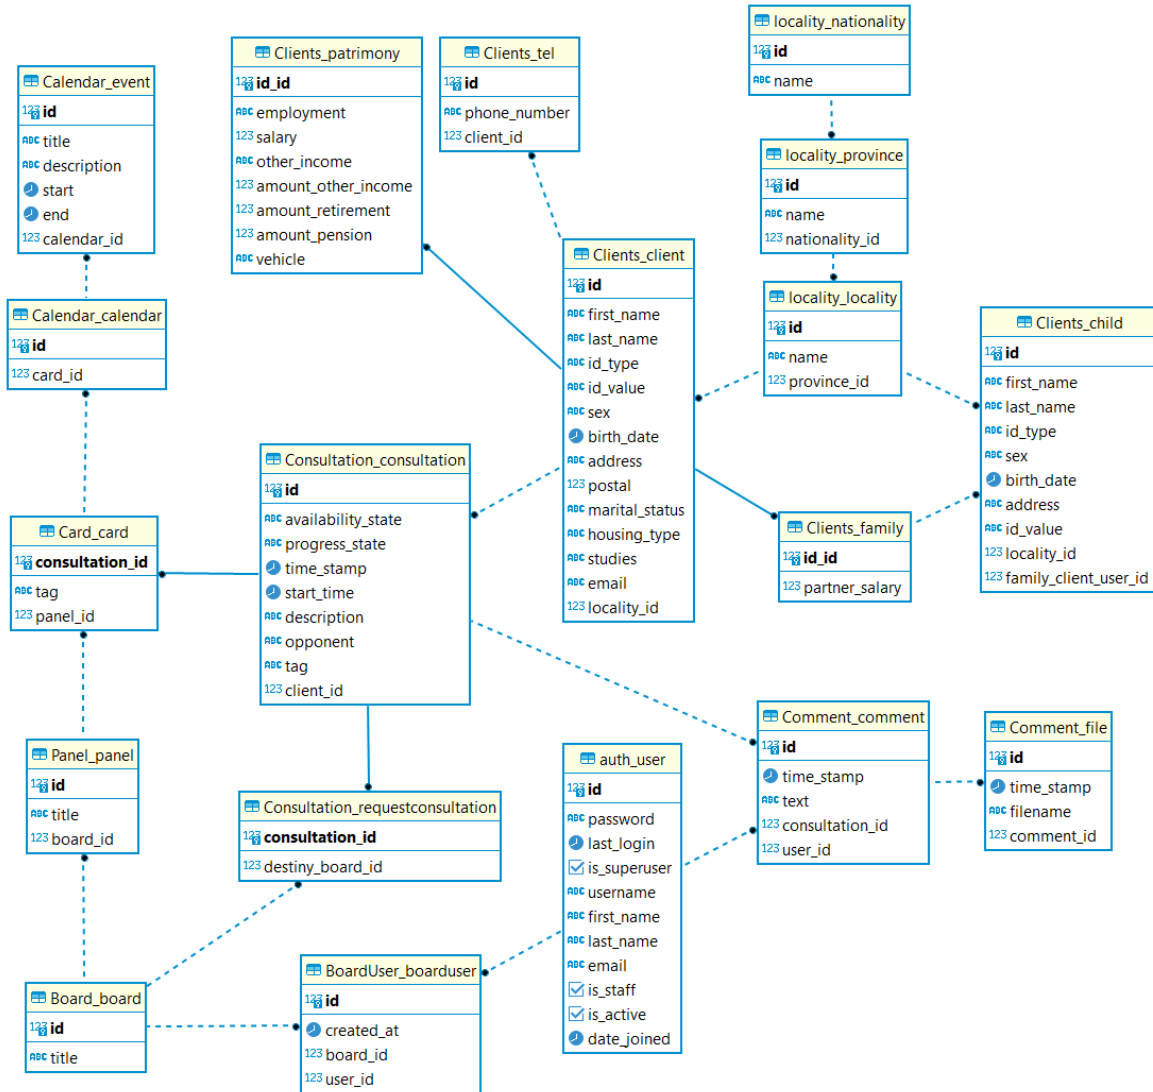 locality_nationality
id
name
Clients_patrimony
id_id
employment
salary
other_income
amount_other_income
amount_retirement
amount_pension
vehicle
Clients_tel
id
phone_number
client_id
Calendar_event
id
title
description
start
end
calendar_id
locality_province
id
name
nationality_id
Clients_client
id
first_name
last_name
id_type
id_value
sex
birth_date
address
postal
marital_status
housing_type
studies
email
locality_id
locality_locality
id
name
province_id
Calendar_calendar
id
card_id
Clients_child
id
first_name
last_name
id_type
sex
birth_date
address
id_value
locality_id
family_client_user_id
Consultation_consultation
id
availability_state
progress_state
time_stamp
start_time
description
opponent
tag
client_id
Clients_family
id_id
partner_salary
Card_card
consultation_id
tag
panel_id
Comment_comment
id
time_stamp
text
consultation_id
user_id
Comment_file
id
time_stamp
filename
comment_id
Panel_panel
id
title
board_id
auth_user
id
password
last_login
is_superuser
username
first_name
last_name
email
is_staff
is_active
date_joined
Consultation_requestconsultation
consultation_id
destiny_board_id
BoardUser_boarduser
id
created_at
board_id
user_id
Board_board
id
title